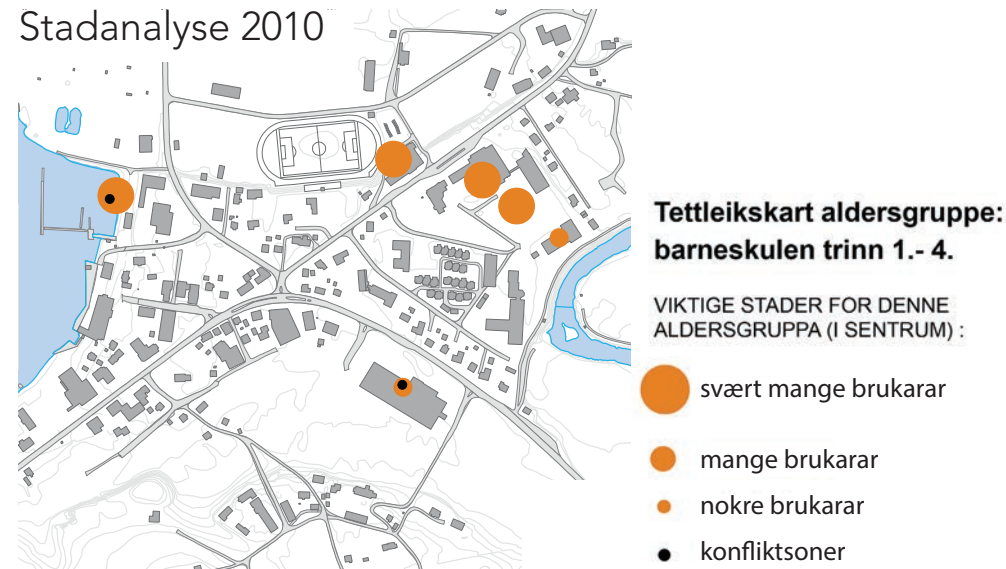 Stadanalyse 2010
Tettleikskart aldersgruppe:
barneskulen trinn 1.- 4.
VIKTIGE STADER FOR DENNE
ALDERSGRUPPA (I SENTRUM) :
svært mange brukarar
mange brukarar
nokre brukarar
konfliktsoner